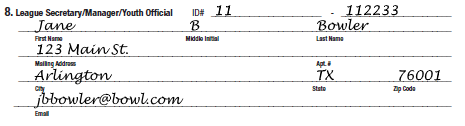 8. League Secretary/Manager/Youth Official ID# 11 - 112233
Jane B Bowler
First Name Middle Initial Last Name
123 Main St.
Mailing Address Apt. #
Arlington TX 76001
City State Zip Code
jbbowler@bowl.com
Email